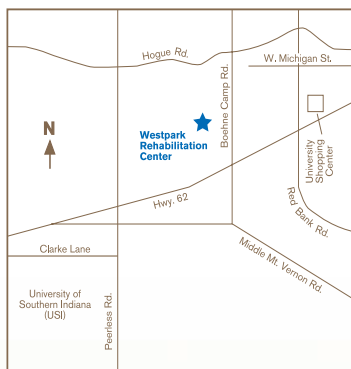 Hogue Rd.
W. Michigan St.
Boehne Camp Rd.
N
Westpark
Rehabilitation
Center
University
Shopping
Center
Hwy. 62
Red Bank Rd.
Clarke Lane
Middle Mt. Vernon Rd.
University of
Southern Indiana
(USI)
Peerless Rd.